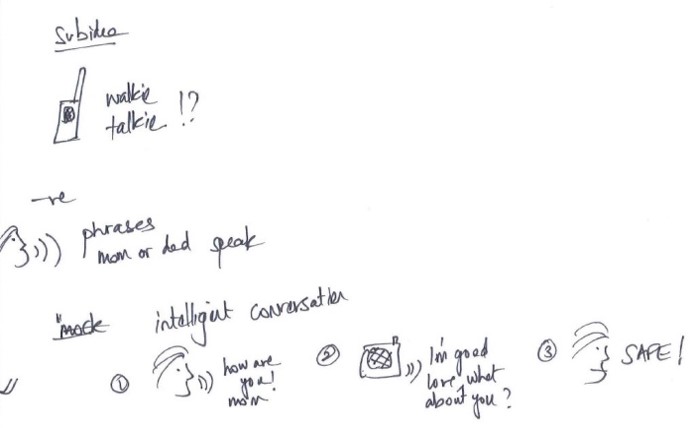 Subidea
walkie !?
talkie
-re
phrases
mom or dad speak
"mock intelligent conversation
① how are
you!
mom
② I'm good
love, what
about you?
③ SAFE!